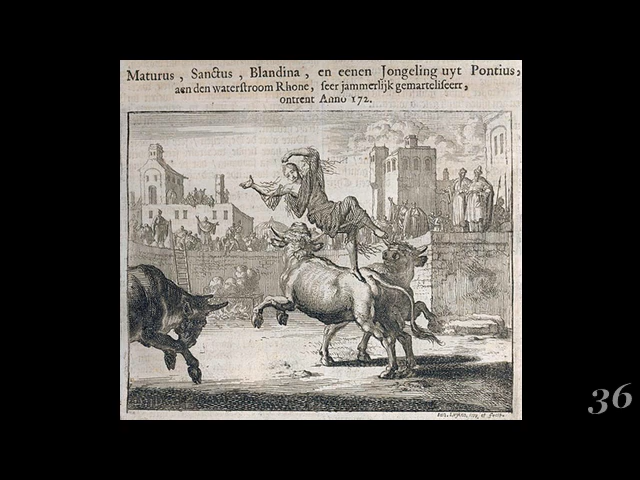 Maturus, Sanctus, Blandina, en eenen Jongeling uyt Pontius,
aen den waterstroom Rhone, seer jammerlijk gemarteliseert,
ontrent Anno 172.
36